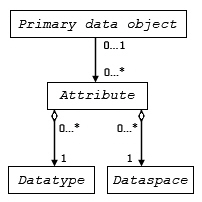 Primary data object
0...1
0...*
Attribute
0...* 0...*
1 1
Datatype Dataspace